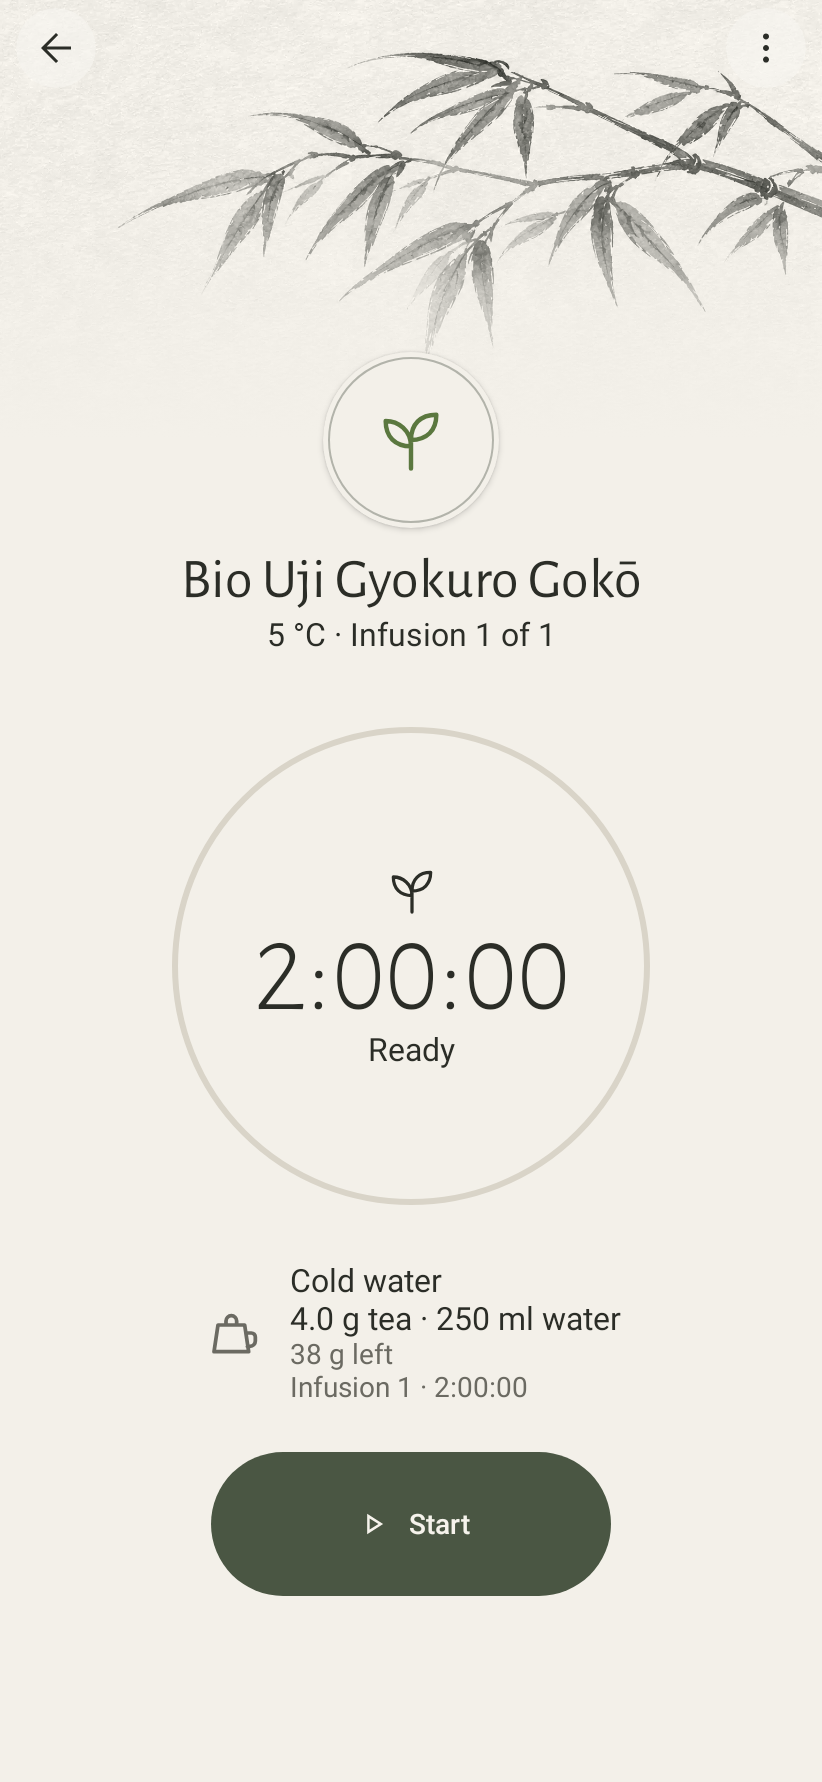 Bio Uji Gyokuro Gokō
5 °C · Infusion 1 of 1
2:00:00
Ready
Cold water
4.0 g tea · 250 ml water
38 g left
Infusion 1 · 2:00:00
Start